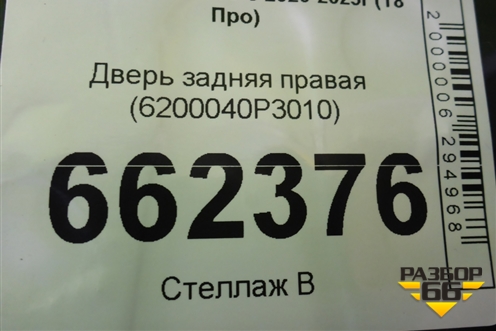 Про)
Дверь задняя правая
(6200040P3010)
662376
Стеллаж В
2000006294968
РАЗБОР
66